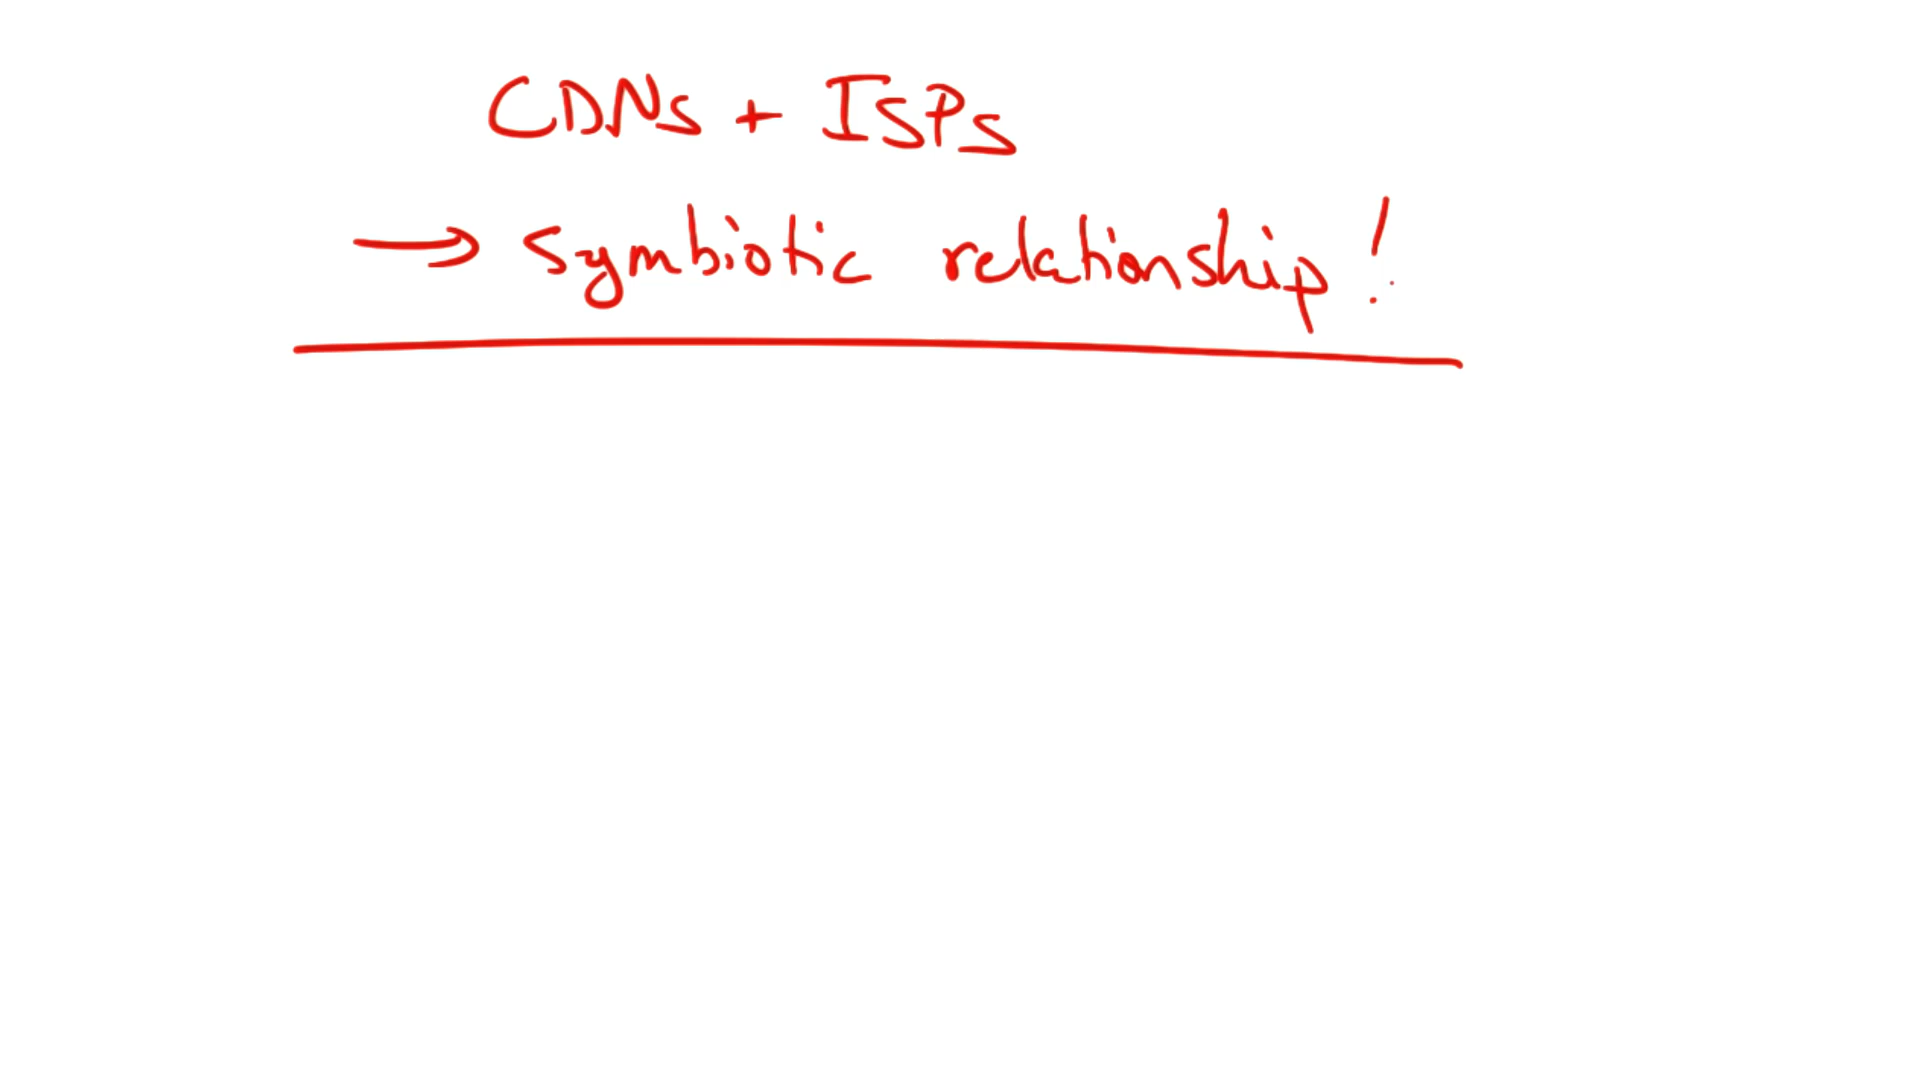 CDNs + ISPs
→ symbiotic relationship!